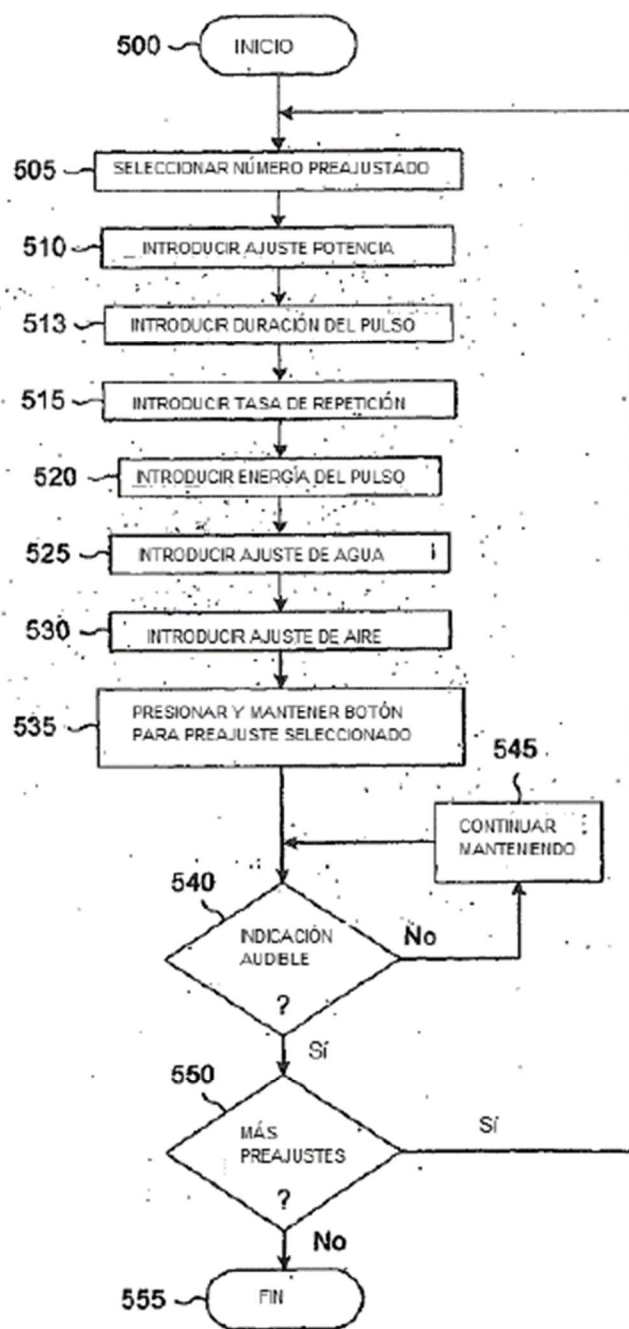 500
INICIO
505
SELECCIONAR NÚMERO PREAJUSTADO
510
INTRODUCIR AJUSTE POTENCIA
513
INTRODUCIR DURACIÓN DEL PULSO
515
INTRODUCIR TASA DE REPETICIÓN
520
INTRODUCIR ENERGÍA DEL PULSO
525
INTRODUCIR AJUSTE DE AGUA
530
INTRODUCIR AJUSTE DE AIRE
535
PRESIONAR Y MANTENER BOTÓN
PARA PREAJUSTE SELECCIONADO
545
CONTINUAR
MANTENIENDO
540
INDICACIÓN
AUDIBLE
?
No
Sí
550
MÁS
PREAJUSTES
?
Sí
No
555
FIN